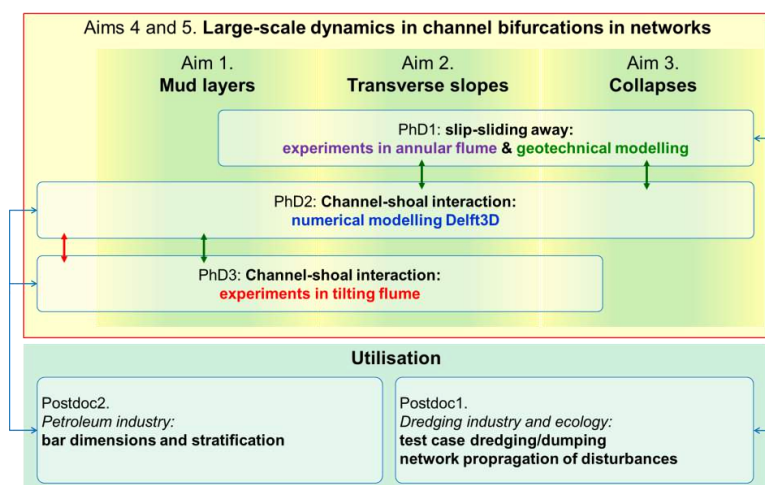 Aims 4 and 5. Large-scale dynamics in channel bifurcations in networks
Aim 1.
Mud layers
Aim 2.
Transverse slopes
Aim 3.
Collapses
PhD1: slip-sliding away:
experiments in annular flume & geotechnical modelling
PhD2: Channel-shoal interaction:
numerical modelling Delft3D
PhD3: Channel-shoal interaction:
experiments in tilting flume
Utilisation
Postdoc2.
Petroleum industry:
bar dimensions and stratification
Postdoc1.
Dredging industry and ecology:
test case dredging/dumping
network propragation of disturbances